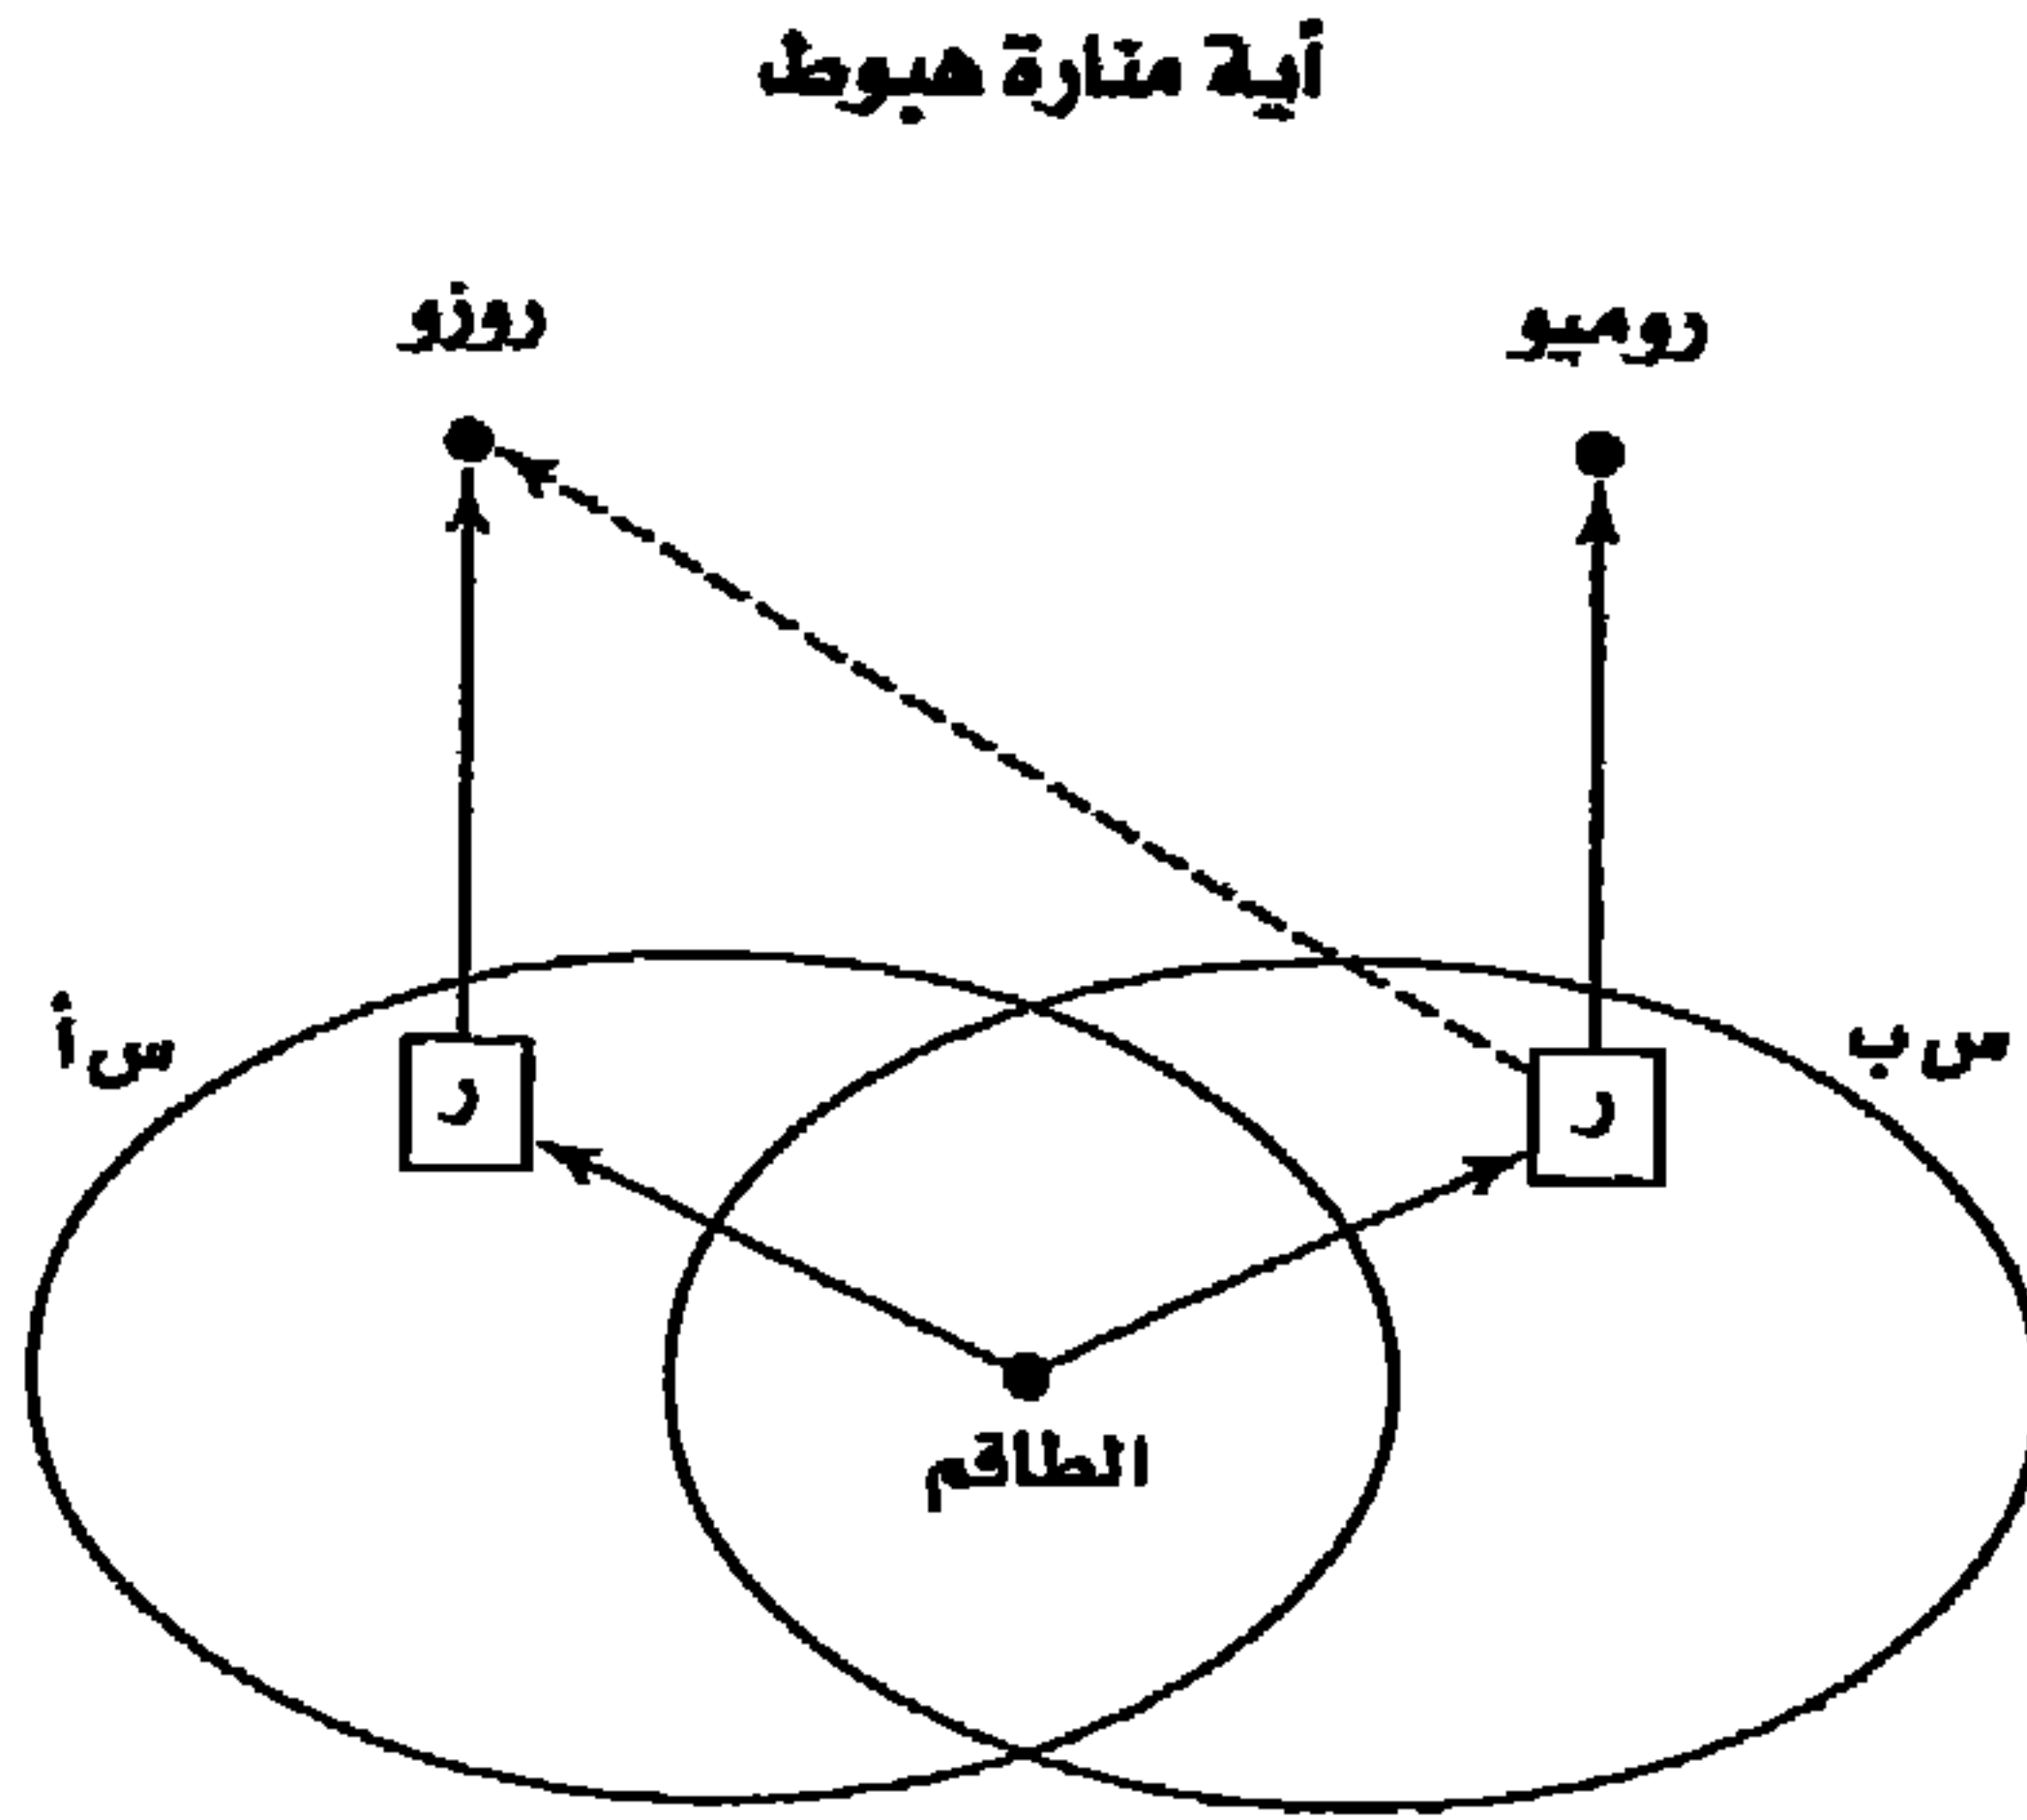 أية منارة هبوط
روميو
روزو
س ب
س أ
ر
ر
الطاقم